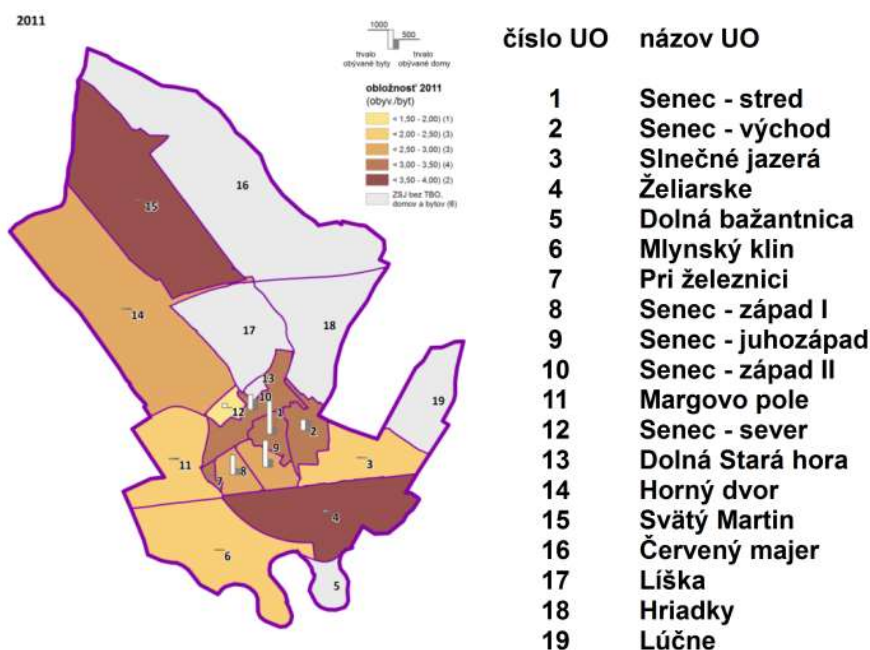 2011
1000
500
trvalo obývané byty
trvalo obývané domy
obložnosť 2011
(obyv./byt)
< 1,50 - 2,00) (1)
< 2,00 - 2,50) (3)
< 2,50 - 3,00) (3)
< 3,00 - 3,50) (4)
< 3,50 - 4,00) (2)
ZSJ bez TBO,
domov a bytov (6)
16
15
14
17
18
13
19
10
12
1
2
9
11
8
3
7
4
6
5
číslo UO názov UO
1 Senec - stred
2 Senec - východ
3 Slnečné jazerá
4 Želiarske
5 Dolná bažantnica
6 Mlynský klin
7 Pri železnici
8 Senec - západ I
9 Senec - juhozápad
10 Senec - západ II
11 Margovo pole
12 Senec - sever
13 Dolná Stará hora
14 Horný dvor
15 Svätý Martin
16 Červený majer
17 Líška
18 Hriadky
19 Lúčne